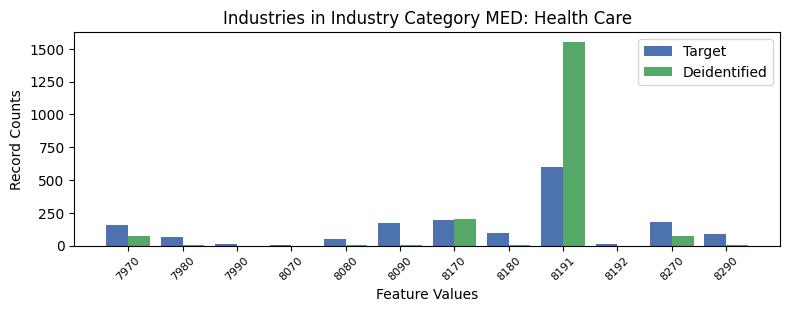 Industries in Industry Category MED: Health Care
Target
Deidentified
1500
1250
1000
750
500
250
0
Record Counts
7970 7980 7990 8070 8080 8090 8170 8180 8191 8192 8270 8290
Feature Values